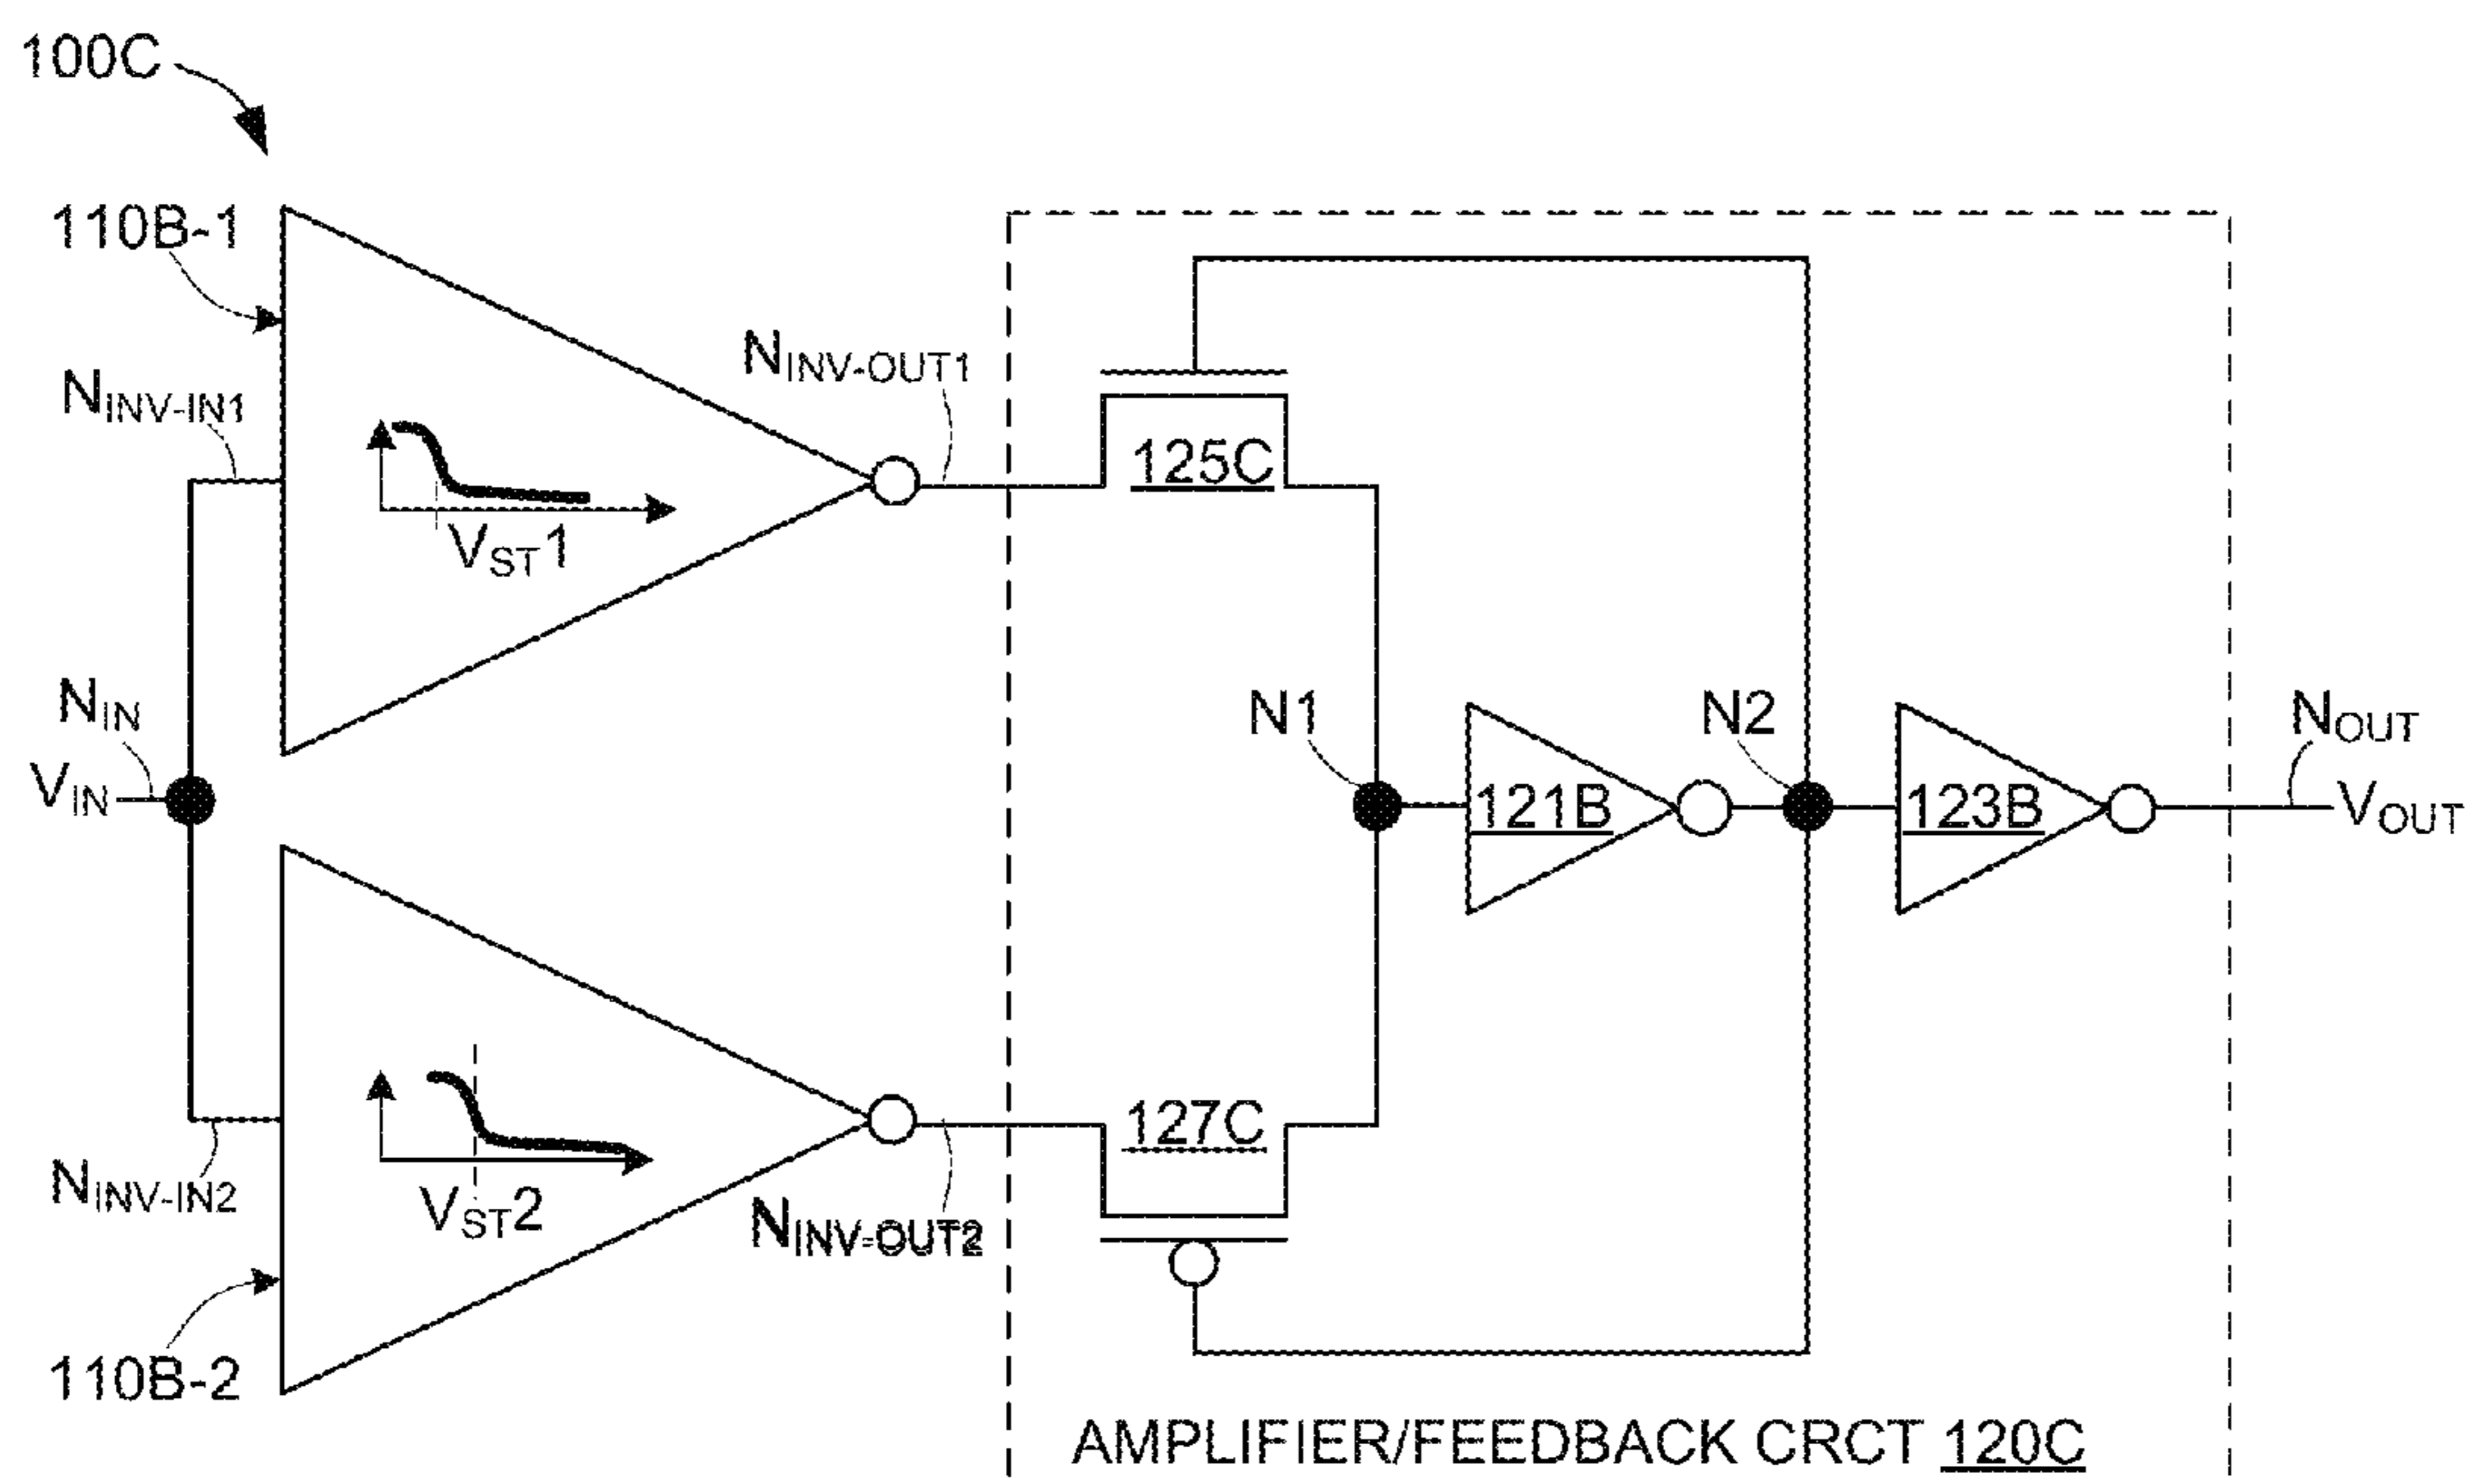 100C
110B-1
NINV-IN1
NINV-OUT1
125C
VST1
NIN
VIN
N1
121B
N2
123B
NOUT
VOUT
127C
NINV-IN2
VST2
NINV-OUT2
110B-2
AMPLIFIER/FEEDBACK CRCT 120C